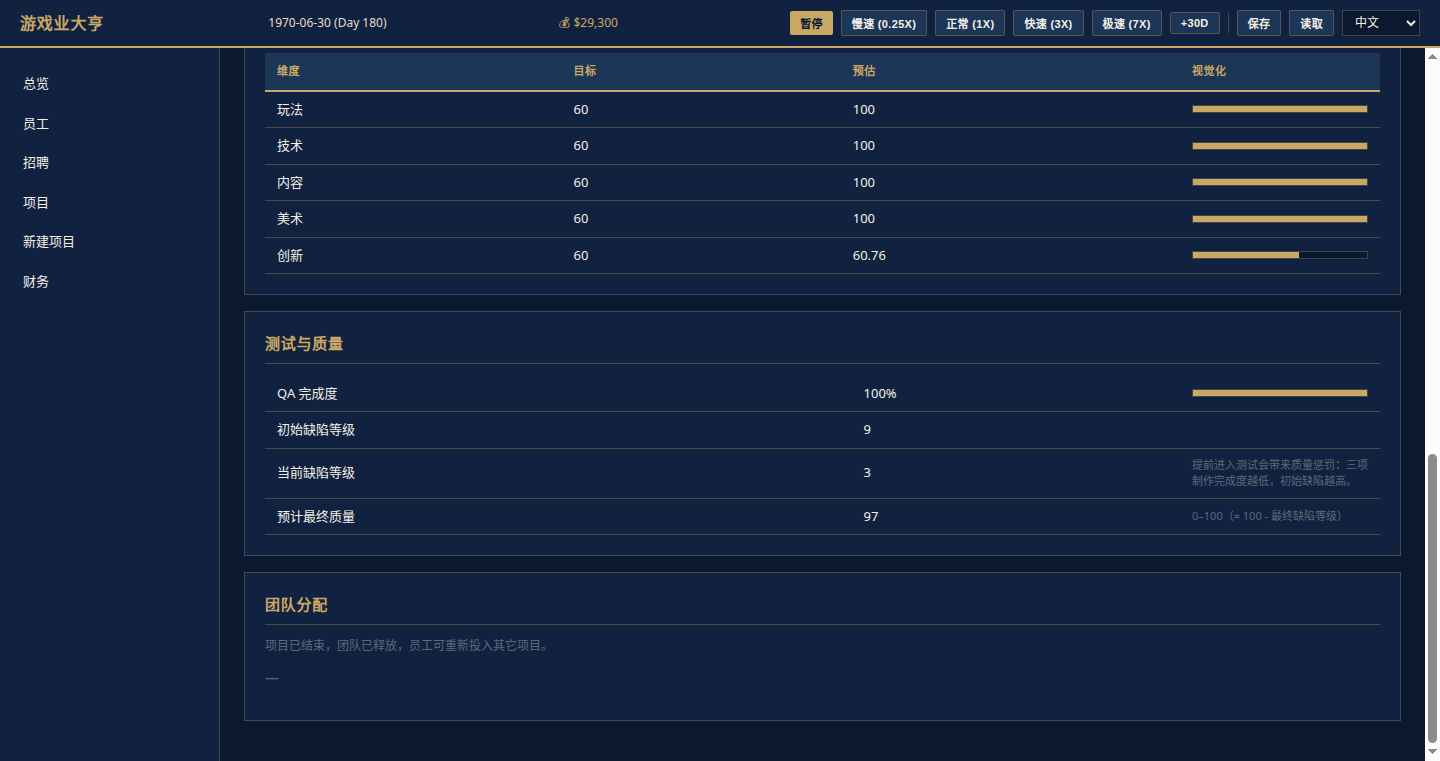 游戏业大亨
1970-06-30 (Day 180)
💰 $29,300
暂停
慢速 (0.25X)
正常 (1X)
快速 (3X)
极速 (7X)
+30D
保存
读取
中文
总览
员工
招聘
项目
新建项目
财务
维度 目标 预估 视觉化
玩法 60 100
技术 60 100
内容 60 100
美术 60 100
创新 60 60.76
测试与质量
QA 完成度 100%
初始缺陷等级 9
当前缺陷等级 3
提前进入测试会带来质量惩罚：三项
制作完成度越低，初始缺陷越高。
预计最终质量 97 0–100（= 100 - 最终缺陷等级）
团队分配
项目已结束，团队已释放，员工可重新投入其它项目。
—